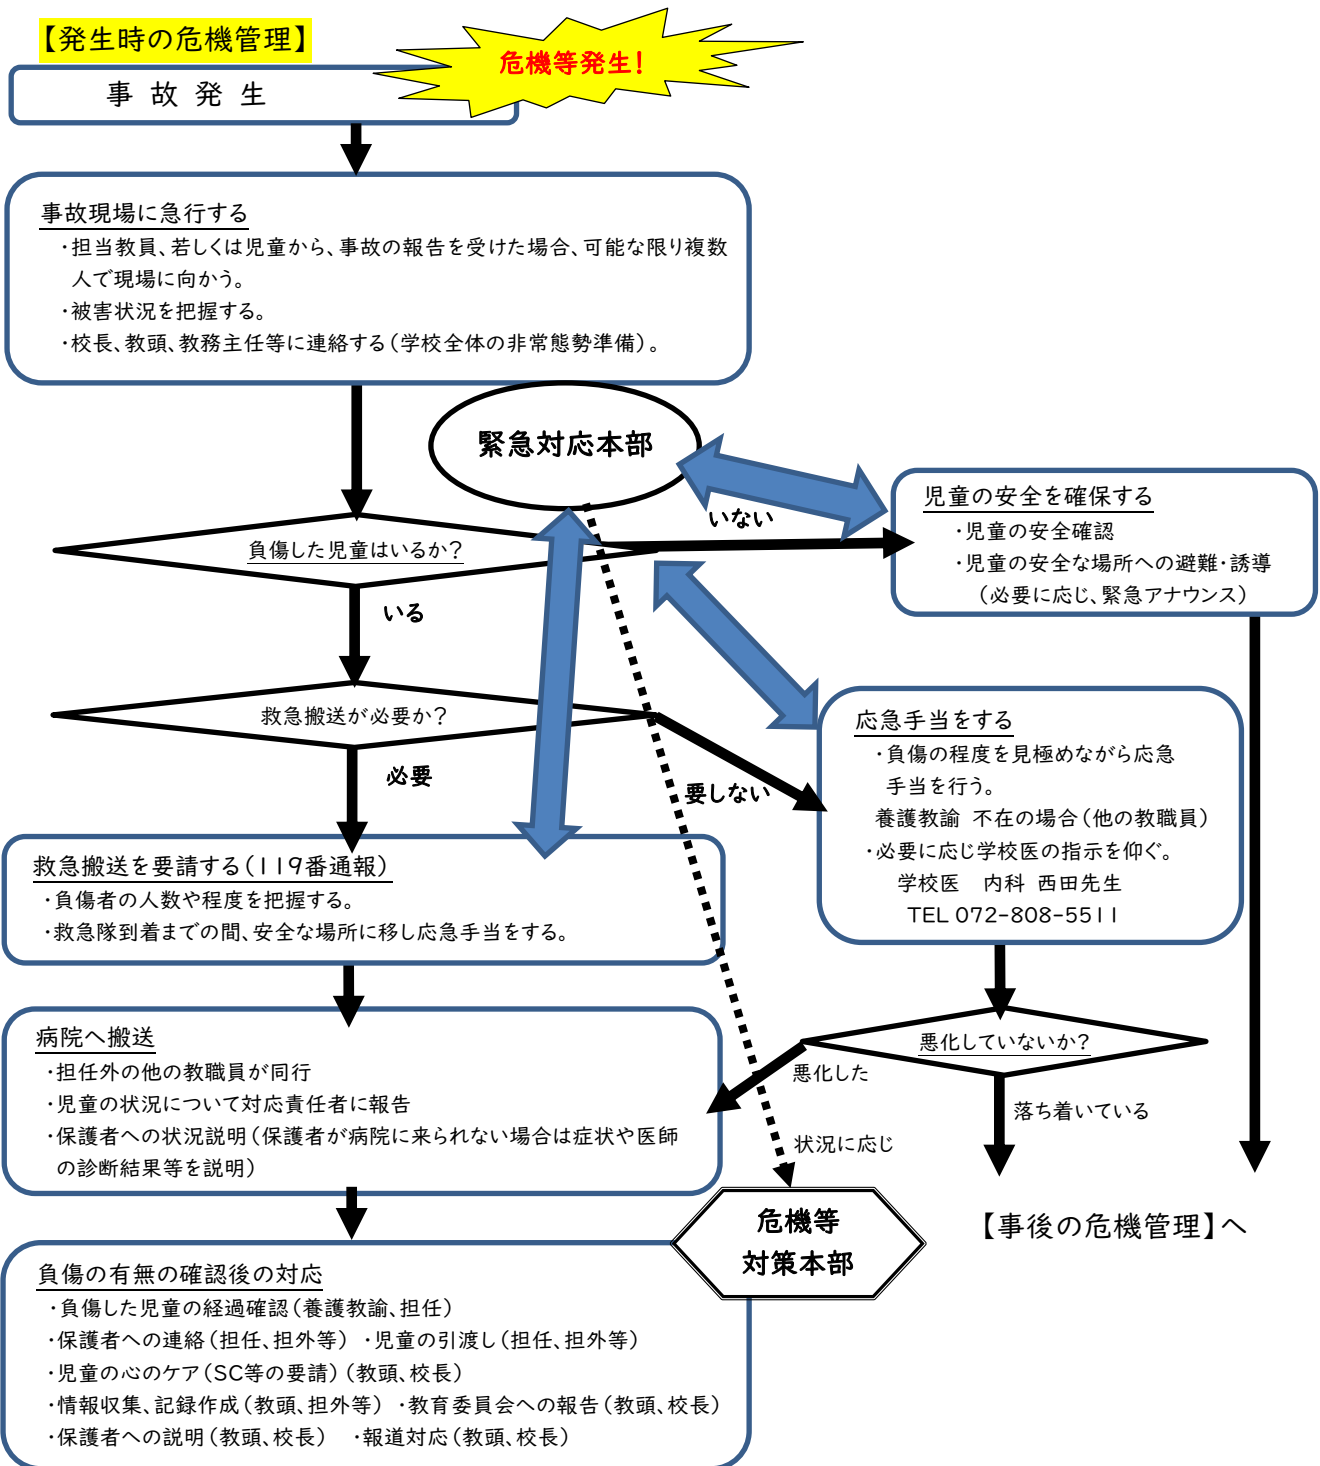 【発生時の危機管理】
危機等発生！
事 故 発 生
事故現場に急行する
・担当教員、若しくは児童から、事故の報告を受けた場合、可能な限り複数
人で現場に向かう。
・被害状況を把握する。
・校長、教頭、教務主任等に連絡する（学校全体の非常態勢準備）。
緊急対応本部
負傷した児童はいるか？
いない
児童の安全を確保する
・児童の安全確認
・児童の安全な場所への避難・誘導
（必要に応じ、緊急アナウンス）
いる
救急搬送が必要か？
必要
要しない
応急手当をする
・負傷の程度を見極めながら応急
手当を行う。
養護教諭 不在の場合（他の教職員）
・必要に応じ学校医の指示を仰ぐ。
学校医　内科 西田先生
TEL 072-808-5511
救急搬送を要請する（119番通報）
・負傷者の人数や程度を把握する。
・救急隊到着までの間、安全な場所に移し応急手当をする。
病院へ搬送
・担任外の他の教職員が同行
・児童の状況について対応責任者に報告
・保護者への状況説明（保護者が病院に来られない場合は症状や医師
の診断結果等を説明）
悪化していないか？
悪化した
落ち着いている
状況に応じ
危機等
対策本部
【事後の危機管理】へ
負傷の有無の確認後の対応
・負傷した児童の経過確認（養護教諭、担任）
・保護者への連絡（担任、担外等） ・児童の引渡し（担任、担外等）
・児童の心のケア（SC等の要請）（教頭、校長）
・情報収集、記録作成（教頭、担外等） ・教育委員会への報告（教頭、校長）
・保護者への説明（教頭、校長）　・報道対応（教頭、校長）